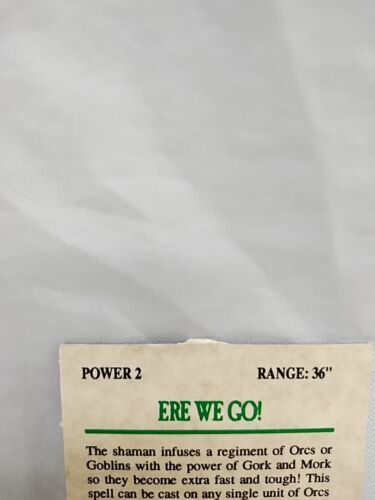 POWER 2 RANGE: 36"
ERE WE GO!
The shaman infuses a regiment of Orcs or
Goblins with the power of Gork and Mork
so they become extra fast and tough! This
spell can be cast on any single unit of Orcs